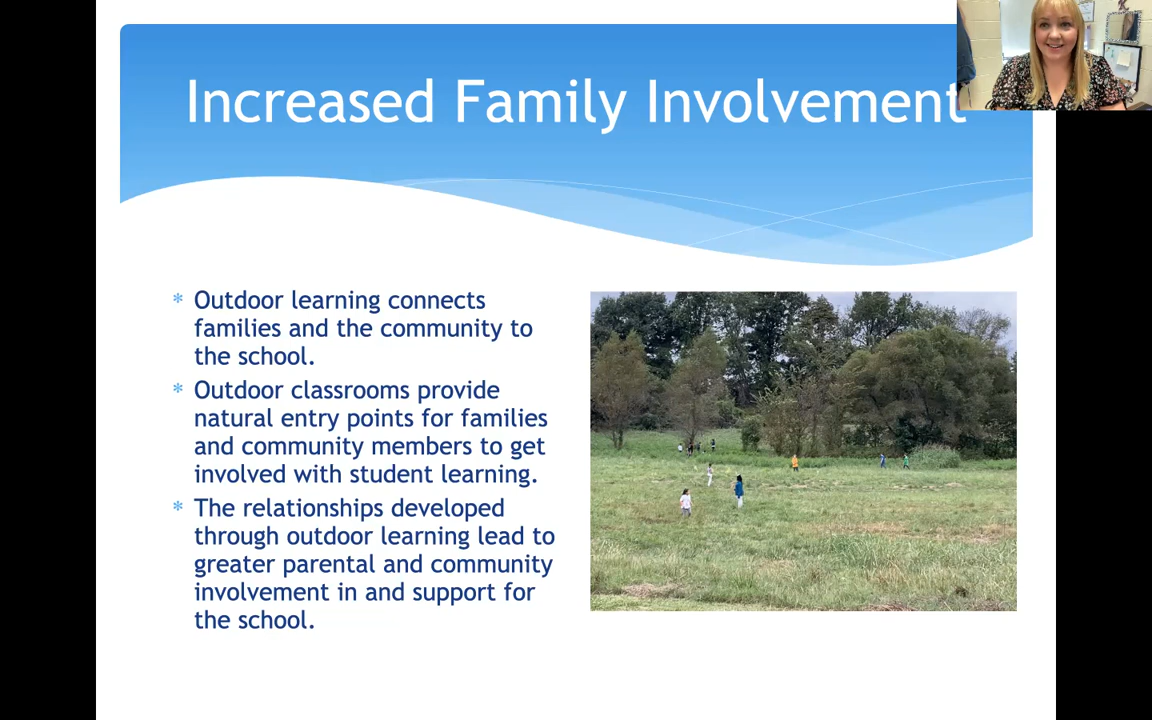 Increased Family Involvement
* Outdoor learning connects
families and the community to
the school.
* Outdoor classrooms provide
natural entry points for families
and community members to get
involved with student learning.
* The relationships developed
through outdoor learning lead to
greater parental and community
involvement in and support for
the school.